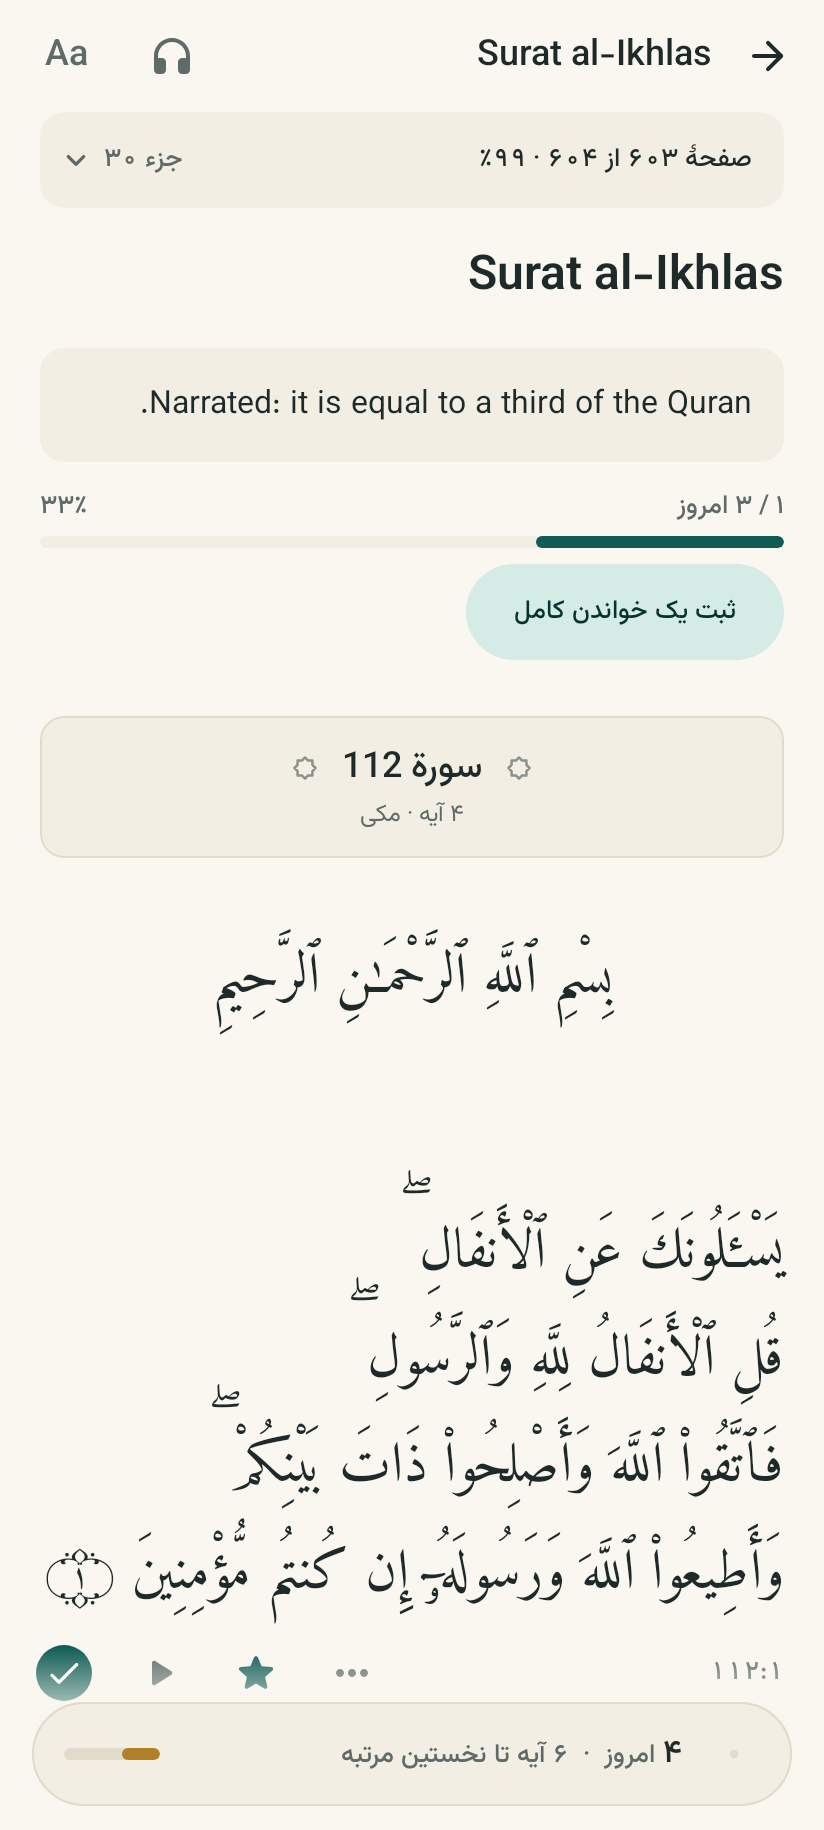 Surat al-Ikhlas
Aa
صفحهٔ ۶۰۳ از ۶۰۴ · ۹۹٪
جزء ۳۰
Surat al-Ikhlas
Narrated: it is equal to a third of the Quran.
۱ / ۳ امروز
۳۳٪
ثبت یک خواندن کامل
سورة 112
۴ آیه · مکی
بِسْمِ ٱللَّهِ ٱلرَّحْمَـٰنِ ٱلرَّحِيمِ
يَسْـَٔلُونَكَ عَنِ ٱلْأَنفَالِ ۖ
قُلِ ٱلْأَنفَالُ لِلَّهِ وَٱلرَّسُولِ ۖ
فَٱتَّقُوا۟ ٱللَّهَ وَأَصْلِحُوا۟ ذَاتَ بَيْنِكُمْ ۖ
وَأَطِيعُوا۟ ٱللَّهَ وَرَسُولَهُۥٓ إِن كُنتُم مُّؤْمِنِينَ ۝١
۱۱۲:۱
۴ امروز · ۶ آیه تا نخستین مرتبه